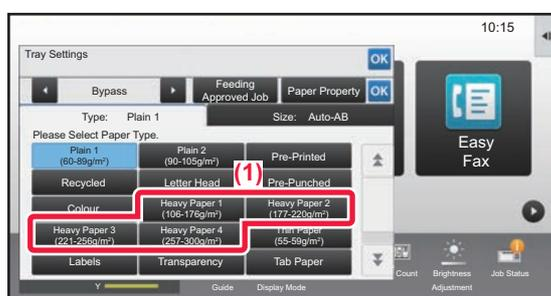 10:15
Tray Settings
OK
Bypass
Feeding
Approved Job
Paper Property
OK
Type: Plain 1
Size: Auto-AB
Please Select Paper Type.
Plain 1
(60-89g/m²)
Plain 2
(90-105g/m²)
Pre-Printed
Recycled
Letter Head
(1)
Pre-Punched
Colour
Heavy Paper 1
(106-176g/m²)
Heavy Paper 2
(177-220g/m²)
Heavy Paper 3
(221-256g/m²)
Heavy Paper 4
(257-300g/m²)
Thin Paper
(55-59g/m²)
Labels
Transparency
Tab Paper
Easy
Fax
Y
Guide
Display Mode
Count
Brightness
Adjustment
Job Status